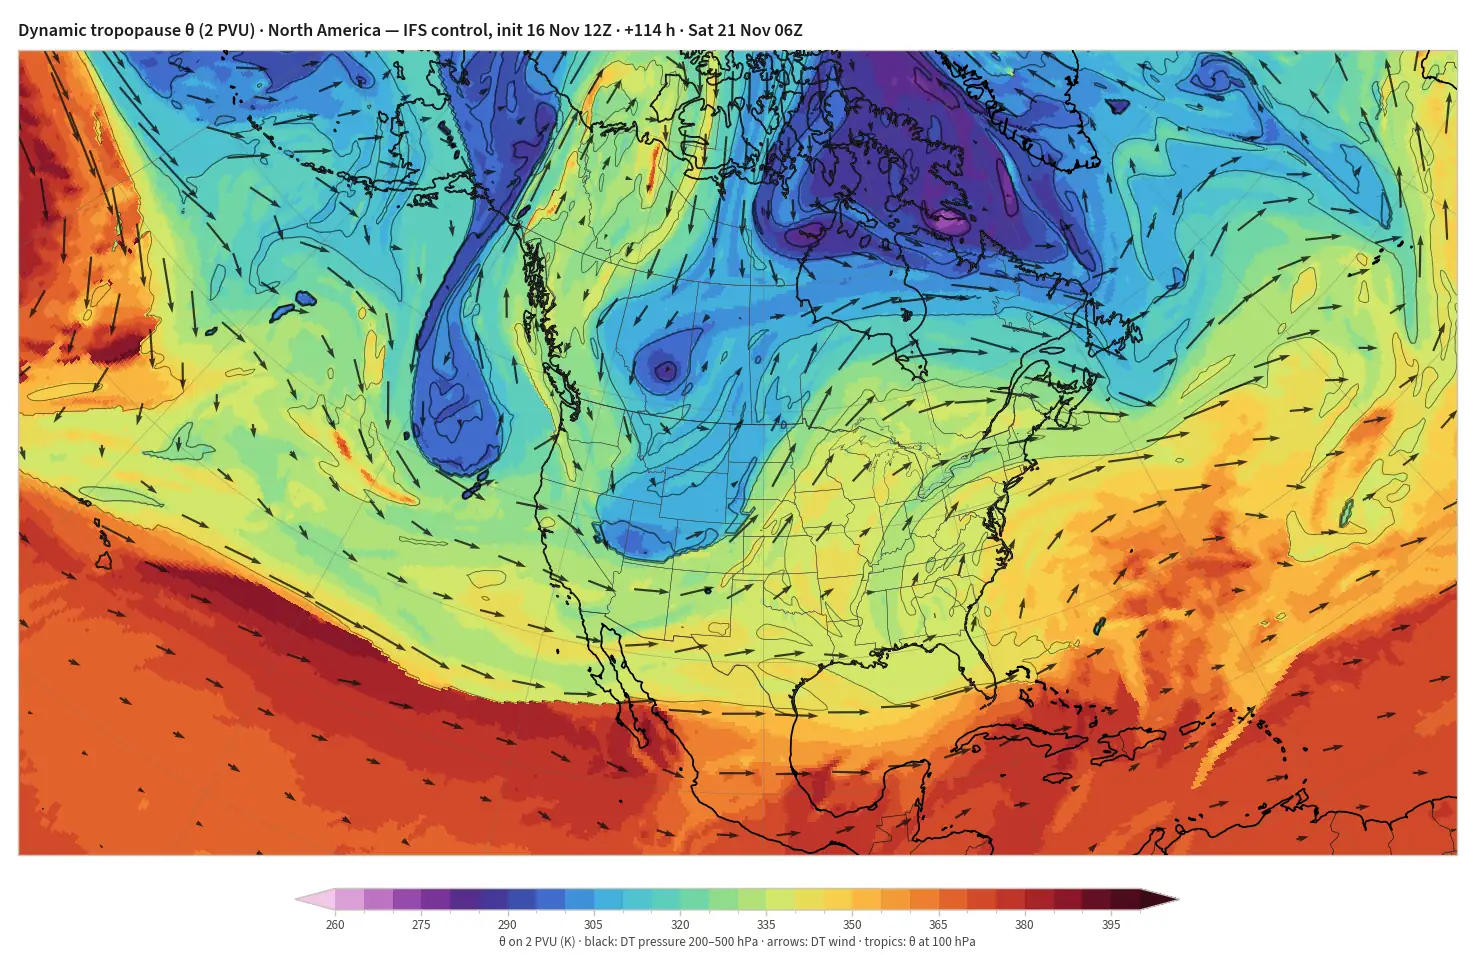 Dynamic tropopause θ (2 PVU) · North America — IFS control, init 16 Nov 12Z · +114 h · Sat 21 Nov 06Z
260 275 290 305 320 335 350 365 380 395
θ on 2 PVU (K) · black: DT pressure 200–500 hPa · arrows: DT wind · tropics: θ at 100 hPa